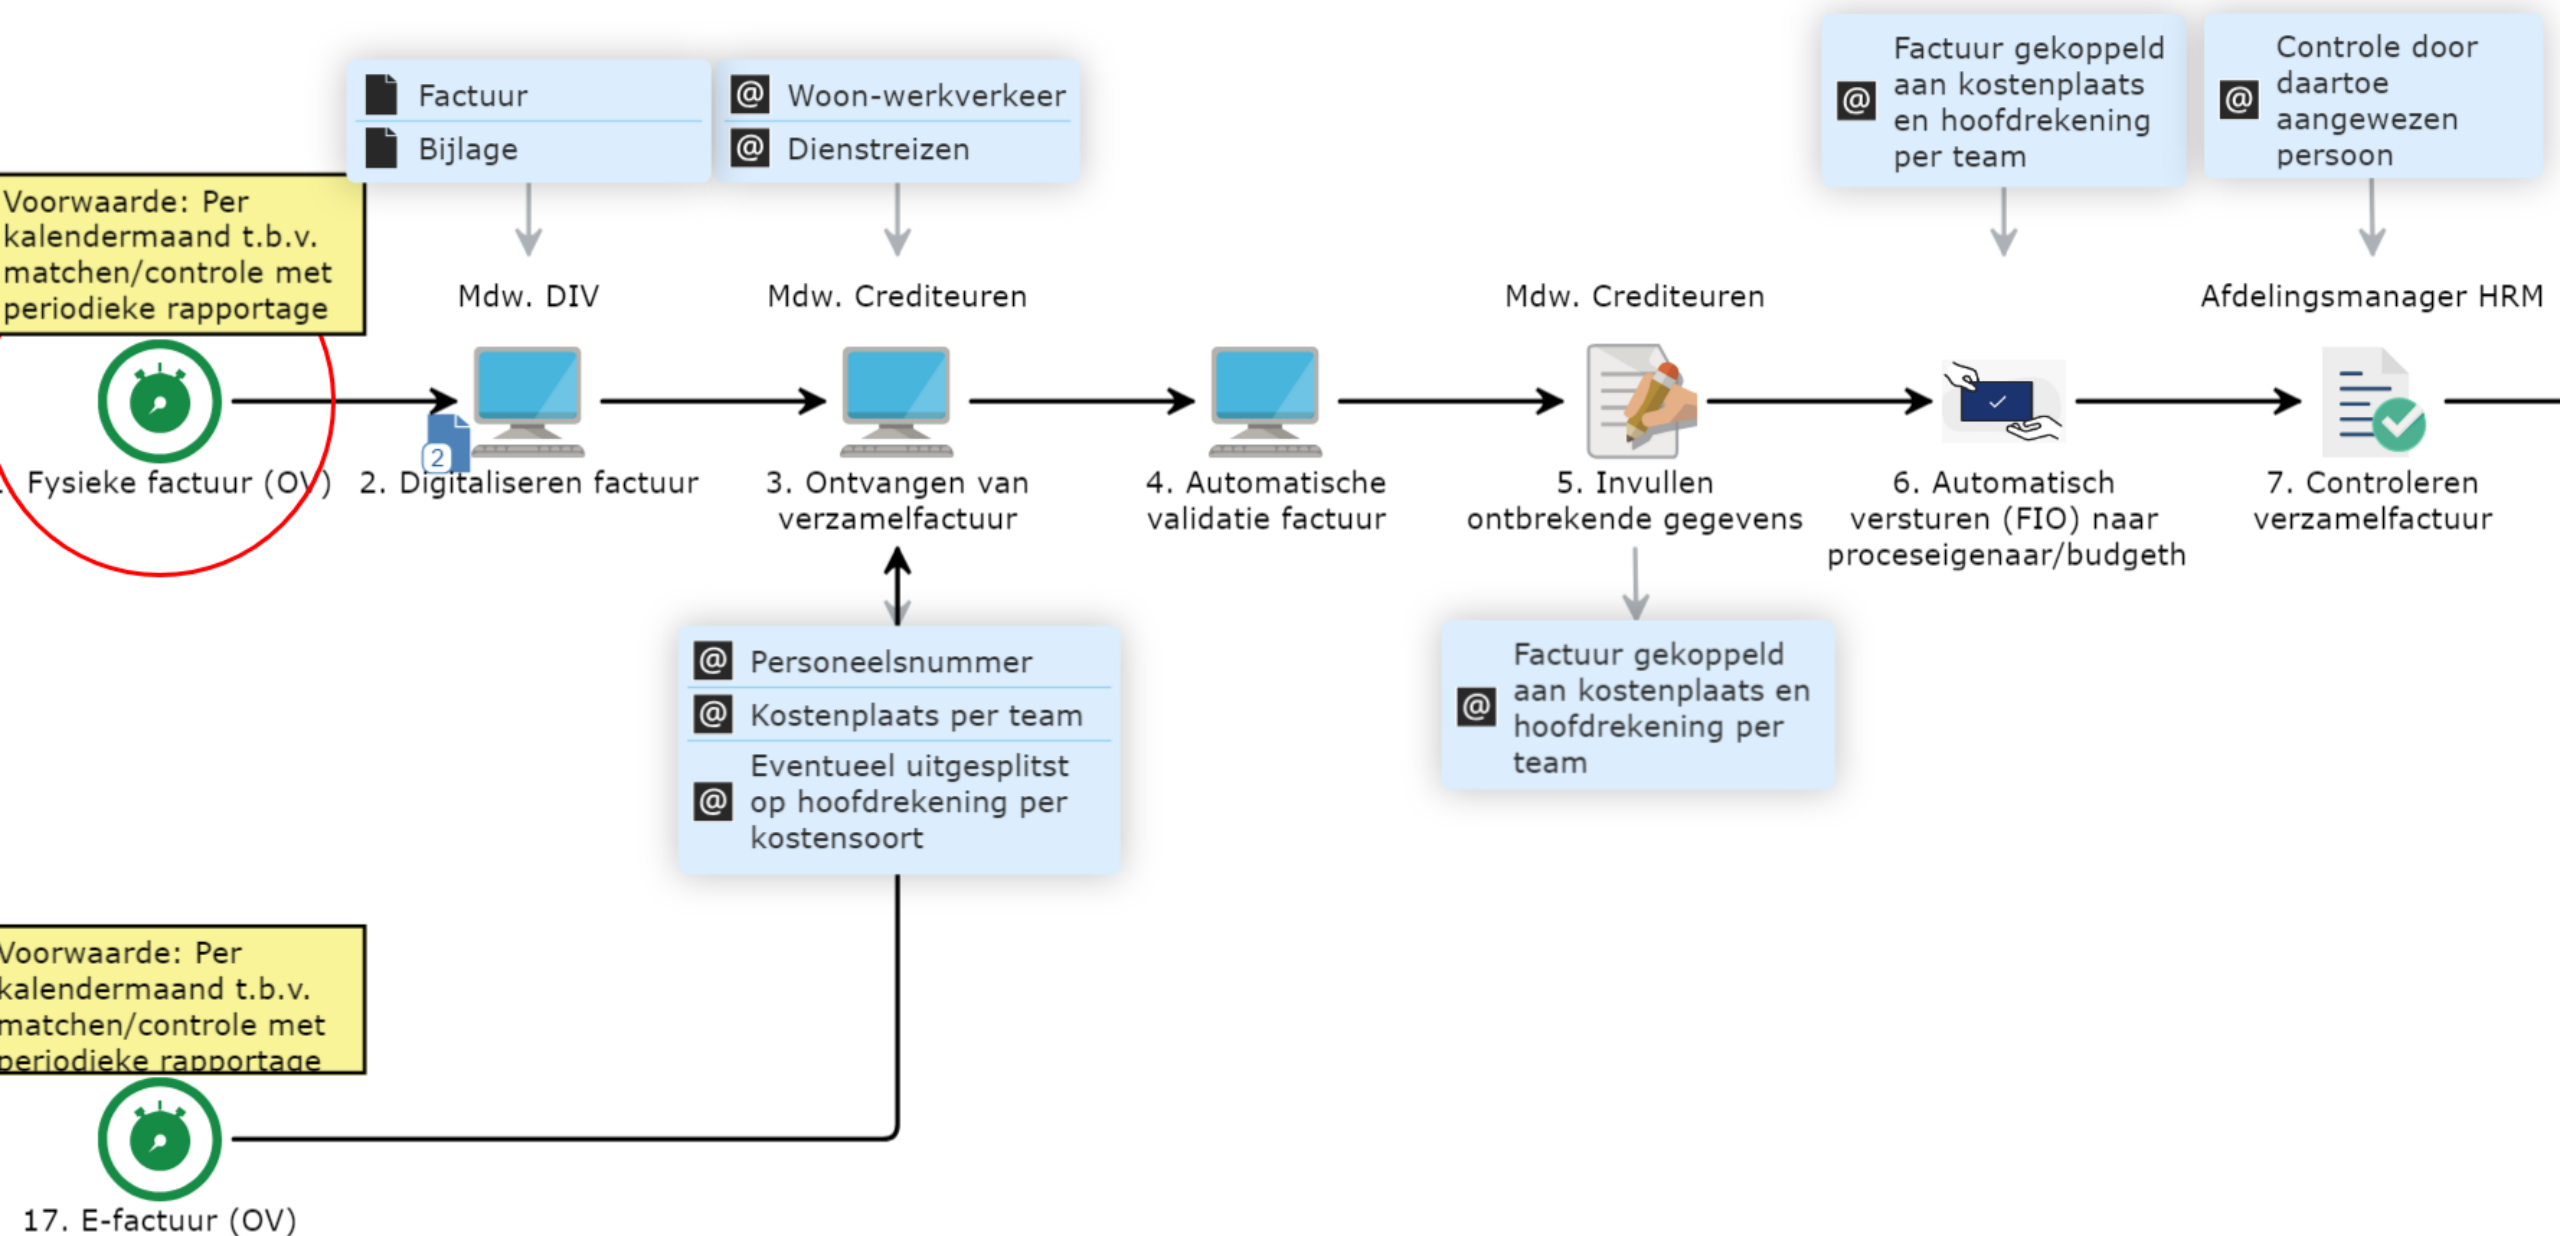 Factuur
Bijlage
@ Woon-werkverkeer
@ Dienstreizen
Factuur gekoppeld
@ aan kostenplaats
en hoofdrekening
per team
Controle door
@ daartoe
aangewezen
persoon
Voorwaarde: Per
kalendermaand t.b.v.
matchen/controle met
periodieke rapportage
Mdw. DIV
Mdw. Crediteuren
Mdw. Crediteuren
Afdelingsmanager HRM
2
Fysieke factuur (OV)
2. Digitaliseren factuur
3. Ontvangen van
verzamelfactuur
4. Automatische
validatie factuur
5. Invullen
ontbrekende gegevens
6. Automatisch
versturen (FIO) naar
proceseigenaar/budgeth
7. Controleren
verzamelfactuur
@ Personeelsnummer
@ Kostenplaats per team
Eventueel uitgesplitst
@ op hoofdrekening per
kostensoort
Factuur gekoppeld
@ aan kostenplaats en
hoofdrekening per
team
Voorwaarde: Per
kalendermaand t.b.v.
matchen/controle met
periodieke rapportage
17. E-factuur (OV)